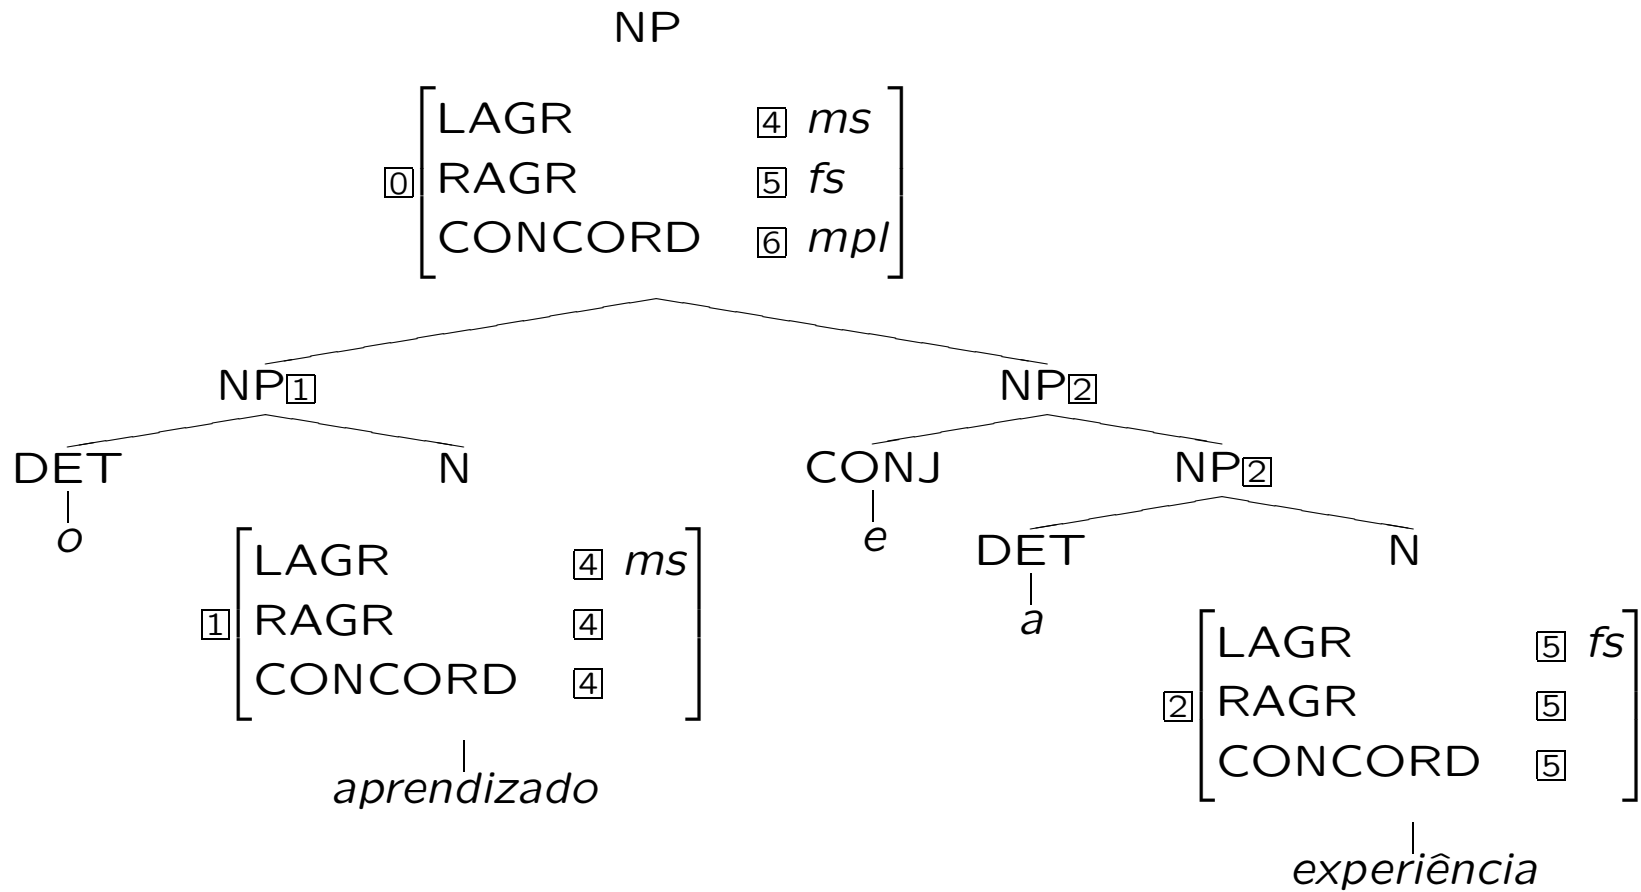 NP
LAGR 4 ms
0 RAGR 5 fs
CONCORD 6 mpl
NP1 NP2
DET N CONJ NP2
o e DET N
LAGR 4 ms
1 RAGR 4
CONCORD 4
a
LAGR 5 fs
2 RAGR 5
CONCORD 5
aprendizado
experiência